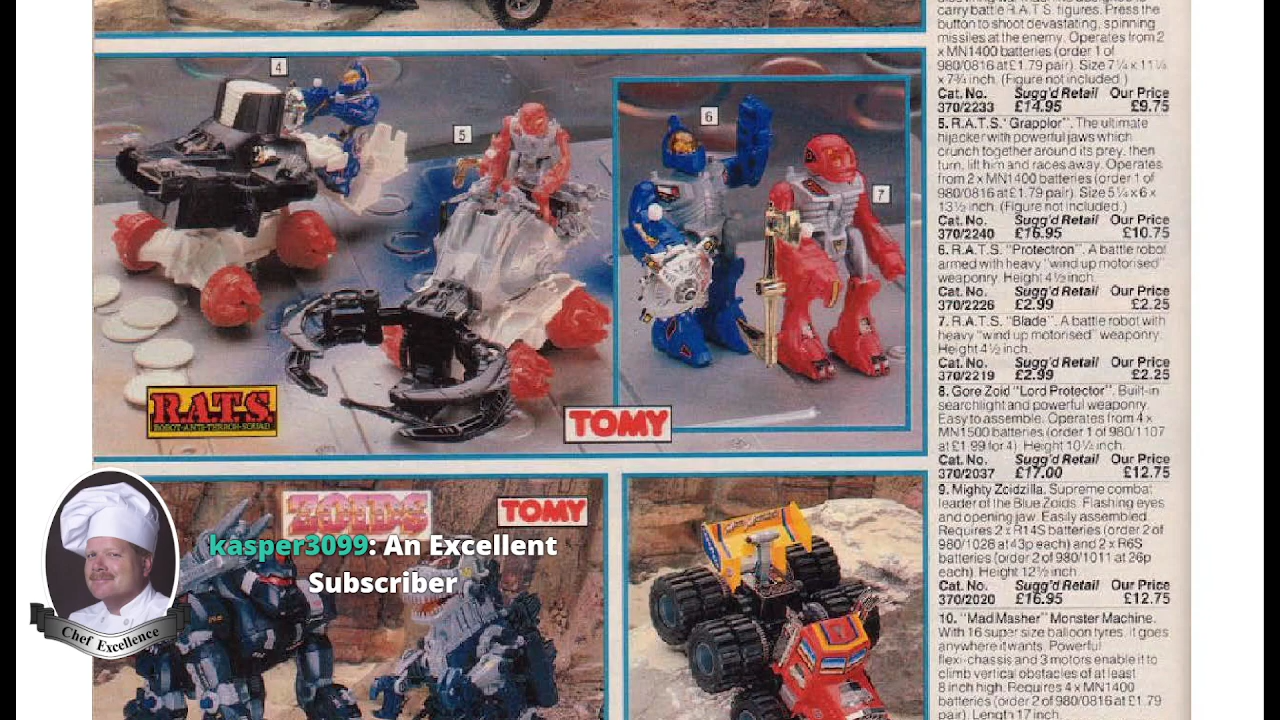 carry battle R.A.T.S. figures. Press the
button to shoot devastating, spinning
missiles at the enemy. Operates from 2
x MN1400 batteries (order 1 of
980/0816 at £1.79 pair). Size 7¼ x 11¼
x 7¾ inch. (Figure not included.)
Cat. No. Sugg'd Retail Our Price
370/2233 £14.95 £9.75
5. R.A.T.S. "Grapplor". The ultimate
hijacker with powerful jaws which
crunch together around its prey, then
turn, lift him and races away. Operates
from 2 x MN1400 batteries (order 1 of
980/0816 at £1.79 pair). Size 5¼ x 6 x
13½ inch. (Figure not included.)
Cat. No. Sugg'd Retail Our Price
370/2240 £16.95 £10.75
6. R.A.T.S. "Protectron". A battle robot
armed with heavy "wind up motorised"
weaponry. Height 4½ inch.
Cat. No. Sugg'd Retail Our Price
370/2226 £2.99 £2.25
7. R.A.T.S. "Blade". A battle robot with
heavy "wind up motorised" weaponry.
Height 4½ inch.
Cat. No. Sugg'd Retail Our Price
370/2219 £2.99 £2.25
8. Gore Zoid "Lord Protector". Built-in
searchlight and powerful weaponry.
Easy to assemble. Operates from 4 x
MN1500 batteries (order 1 of 980/1107
at £1.99 for 4). Height 10½ inch.
Cat. No. Sugg'd Retail Our Price
370/2037 £17.00 £12.75
9. Mighty Zoidzilla. Supreme combat
leader of the Blue Zoids. Flashing eyes
and opening jaw. Easily assembled.
Requires 2 x R14S batteries (order 2 of
980/1028 at 43p each) and 2 x R6S
batteries (order 2 of 980/1011 at 26p
each). Height 12½ inch.
Cat. No. Sugg'd Retail Our Price
370/2020 £16.95 £12.75
10. "Mad Masher" Monster Machine.
With 16 super size balloon tyres, it goes
anywhere it wants. Powerful
flexi-chassis and 3 motors enable it to
climb vertical obstacles of at least
8 inch high. Requires 4 x MN1400
batteries (order 2 of 980/0816 at £1.79
pair). Length 17 inch.
4
5
6
7
R.A.T.S.
ROBOT-ANTI-TERROR-SQUAD
TOMY
ZOIDS
TOMY
kasper3099: An Excellent
Subscriber
Chef Excellence